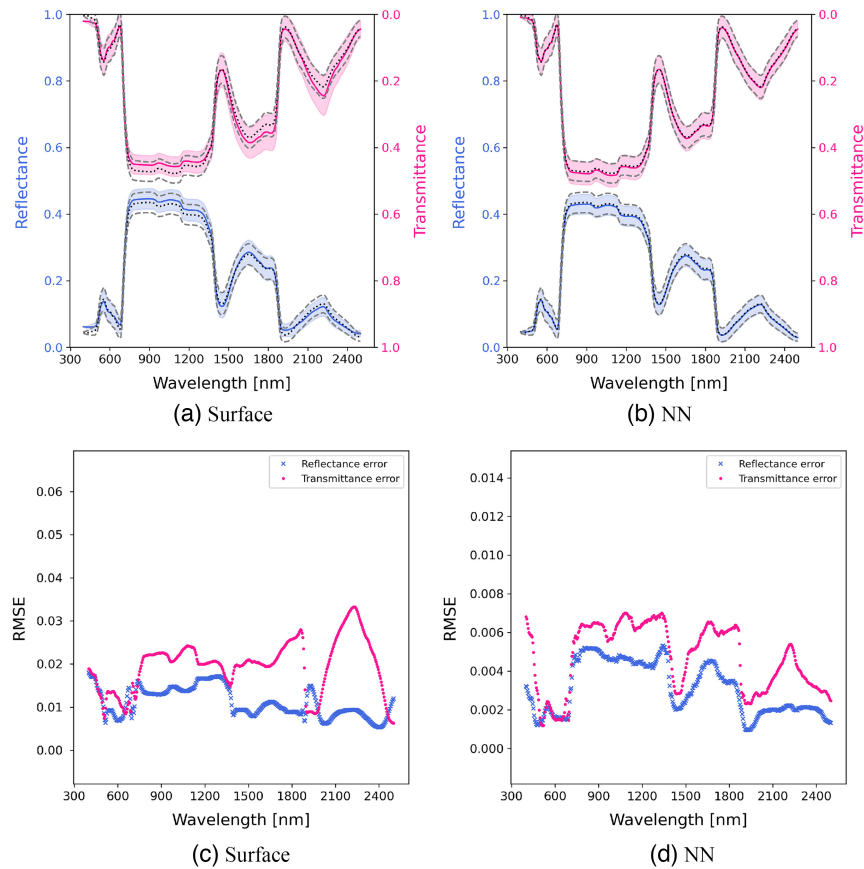 1.0
0.8
0.6
0.4
0.2
0.0
Reflectance
0.0
0.2
0.4
0.6
0.8
1.0
Transmittance
300 600 900 1200 1500 1800 2100 2400
Wavelength [nm]
(a) Surface
1.0
0.8
0.6
0.4
0.2
0.0
Reflectance
0.0
0.2
0.4
0.6
0.8
1.0
Transmittance
300 600 900 1200 1500 1800 2100 2400
Wavelength [nm]
(b) NN
Reflectance error
Transmittance error
0.06
0.05
0.04
0.03
0.02
0.01
0.00
RMSE
300 600 900 1200 1500 1800 2100 2400
Wavelength [nm]
(c) Surface
Reflectance error
Transmittance error
0.014
0.012
0.010
0.008
0.006
0.004
0.002
0.000
RMSE
300 600 900 1200 1500 1800 2100 2400
Wavelength [nm]
(d) NN